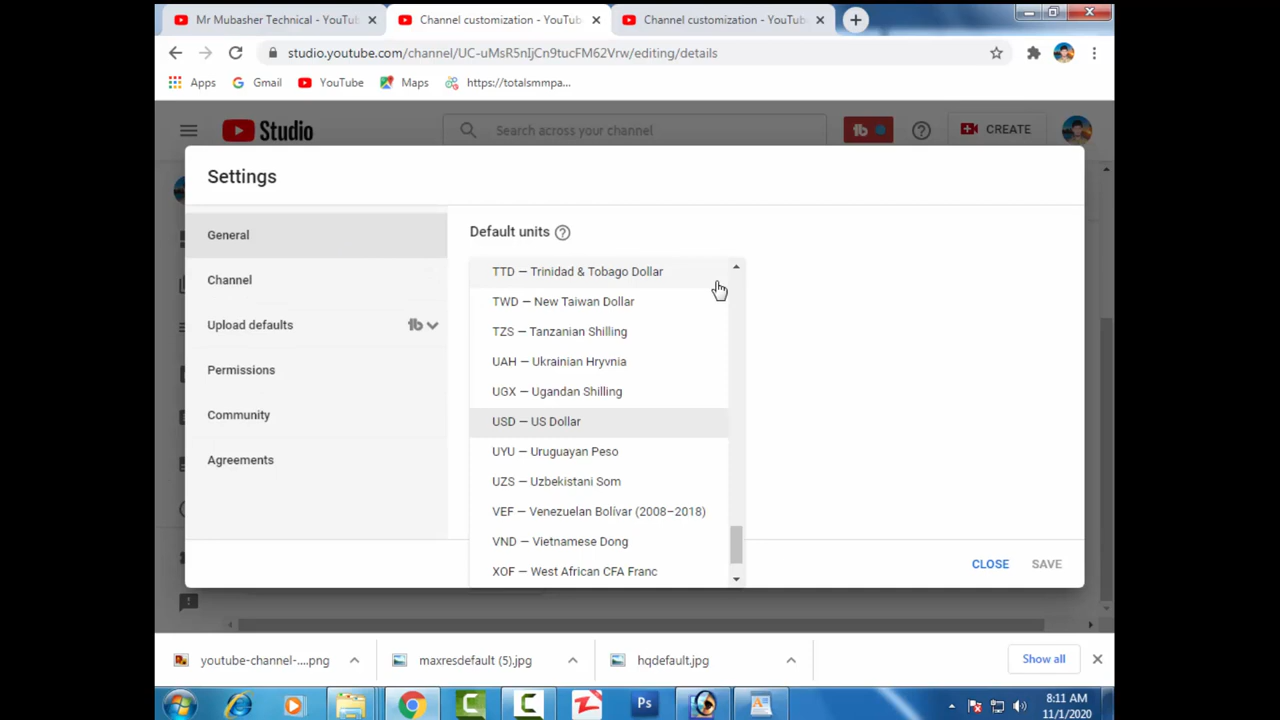 Mr Mubasher Technical - YouTu
Channel customization - YouTub
Channel customization - YouTub
studio.youtube.com/channel/UC-uMsR5nIjCn9tucFM62Vrw/editing/details
Apps
Gmail
YouTube
Maps
https://totalsmmpa...
Studio
Search across your channel
tb
CREATE
Settings
General
Channel
Upload defaults
tb
Permissions
Community
Agreements
Default units
TTD — Trinidad & Tobago Dollar
TWD — New Taiwan Dollar
TZS — Tanzanian Shilling
UAH — Ukrainian Hryvnia
UGX — Ugandan Shilling
USD — US Dollar
UYU — Uruguayan Peso
UZS — Uzbekistani Som
VEF — Venezuelan Bolívar (2008–2018)
VND — Vietnamese Dong
XOF — West African CFA Franc
CLOSE
SAVE
youtube-channel-....png
maxresdefault (5).jpg
hqdefault.jpg
Show all
Ps
8:11 AM
11/1/2020